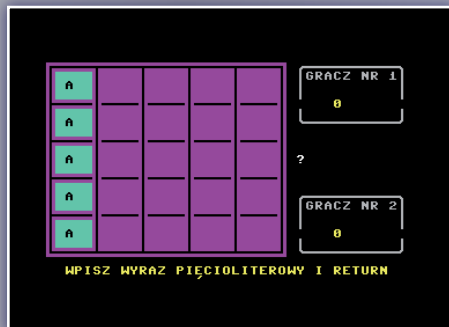 A
A
A
A
A
GRACZ NR 1
0
?
GRACZ NR 2
0
WPISZ WYRAZ PIĘCIOLITEROWY I RETURN